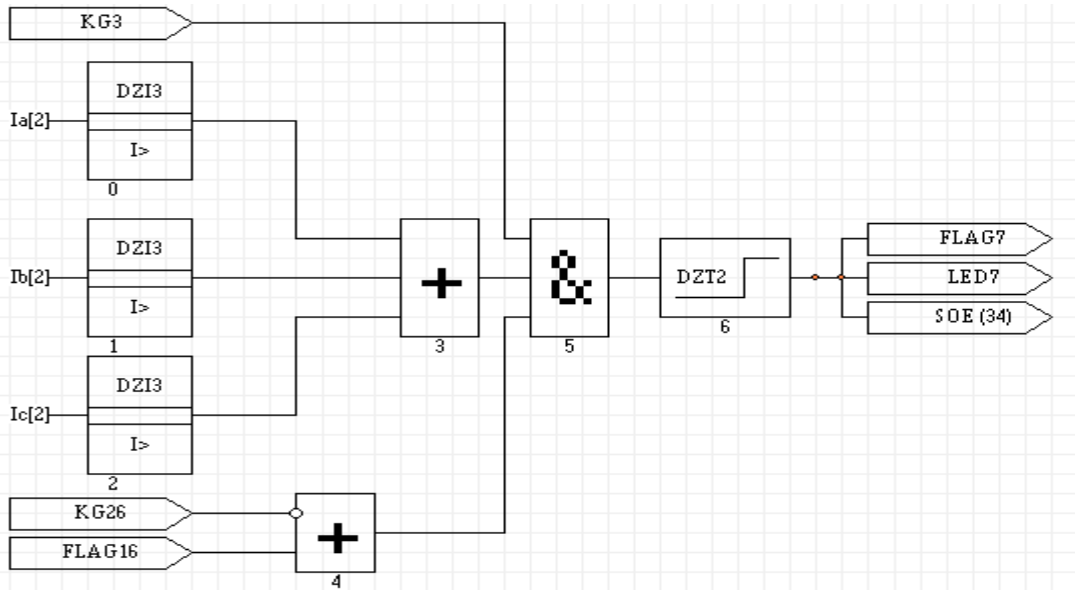 KG3
DZI3
Ia[2]
I>
0
DZI3
Ib[2]
I>
1
DZI3
Ic[2]
I>
2
+
3
&
5
DZT2
6
FLAG7
LED7
SOE (34)
KG26
FLAG16
+
4